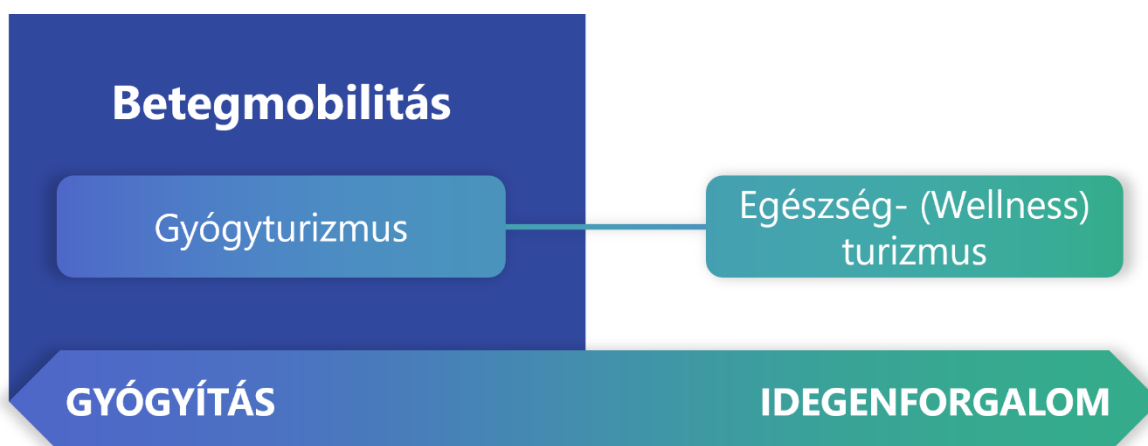 Betegmobilitás
Gyógyturizmus
Egészség- (Wellness)
turizmus
GYÓGYÍTÁS
IDEGENFORGALOM